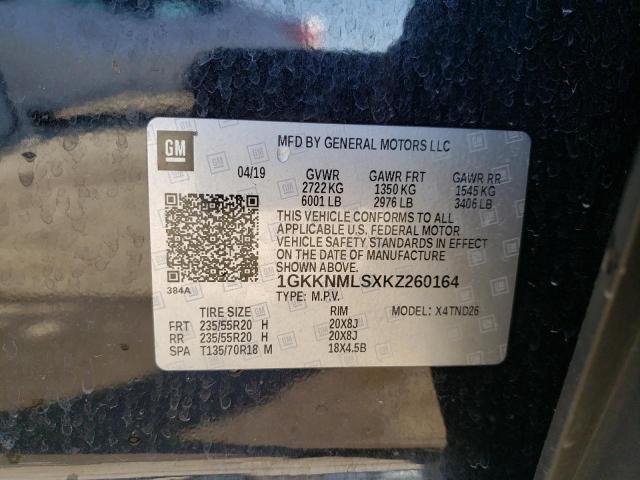 GM
MFD BY GENERAL MOTORS LLC
04/19 GVWR GAWR FRT GAWR RR
2722 KG 1350 KG 1545 KG
6001 LB 2976 LB 3406 LB
THIS VEHICLE CONFORMS TO ALL
APPLICABLE U.S. FEDERAL MOTOR
VEHICLE SAFETY STANDARDS IN EFFECT
ON THE DATE OF MANUFACTURE
SHOWN ABOVE.
384A
1GKKNMLSXKZ260164
TYPE: M.P.V.
TIRE SIZE RIM MODEL: X4TND26
FRT 235/55R20 H 20X8J
RR 235/55R20 H 20X8J
SPA T135/70R18 M 18X4.5B